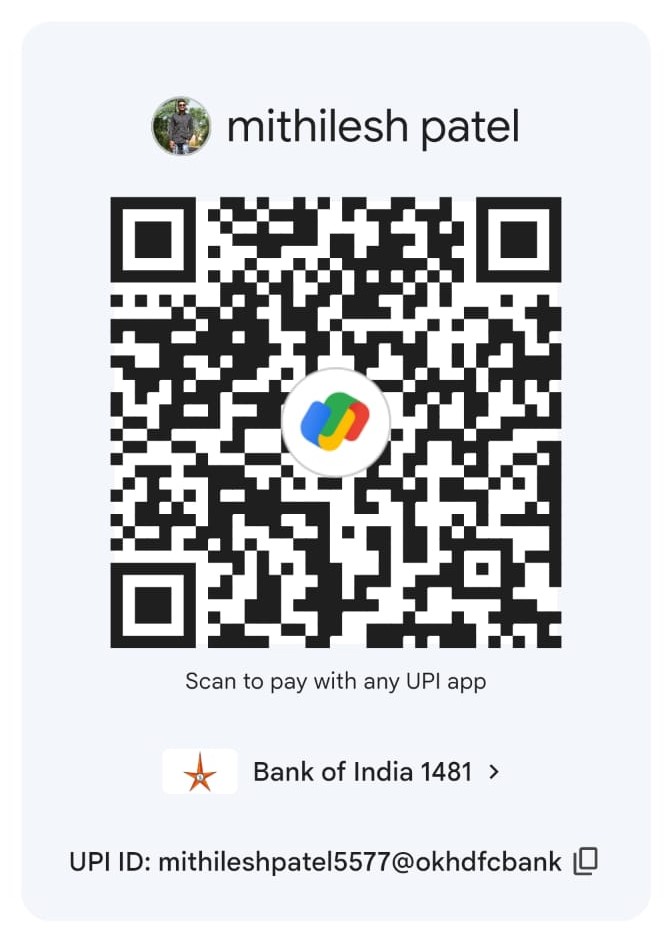 mithilesh patel
Scan to pay with any UPI app
Bank of India 1481
UPI ID: mithileshpatel5577@okhdfcbank